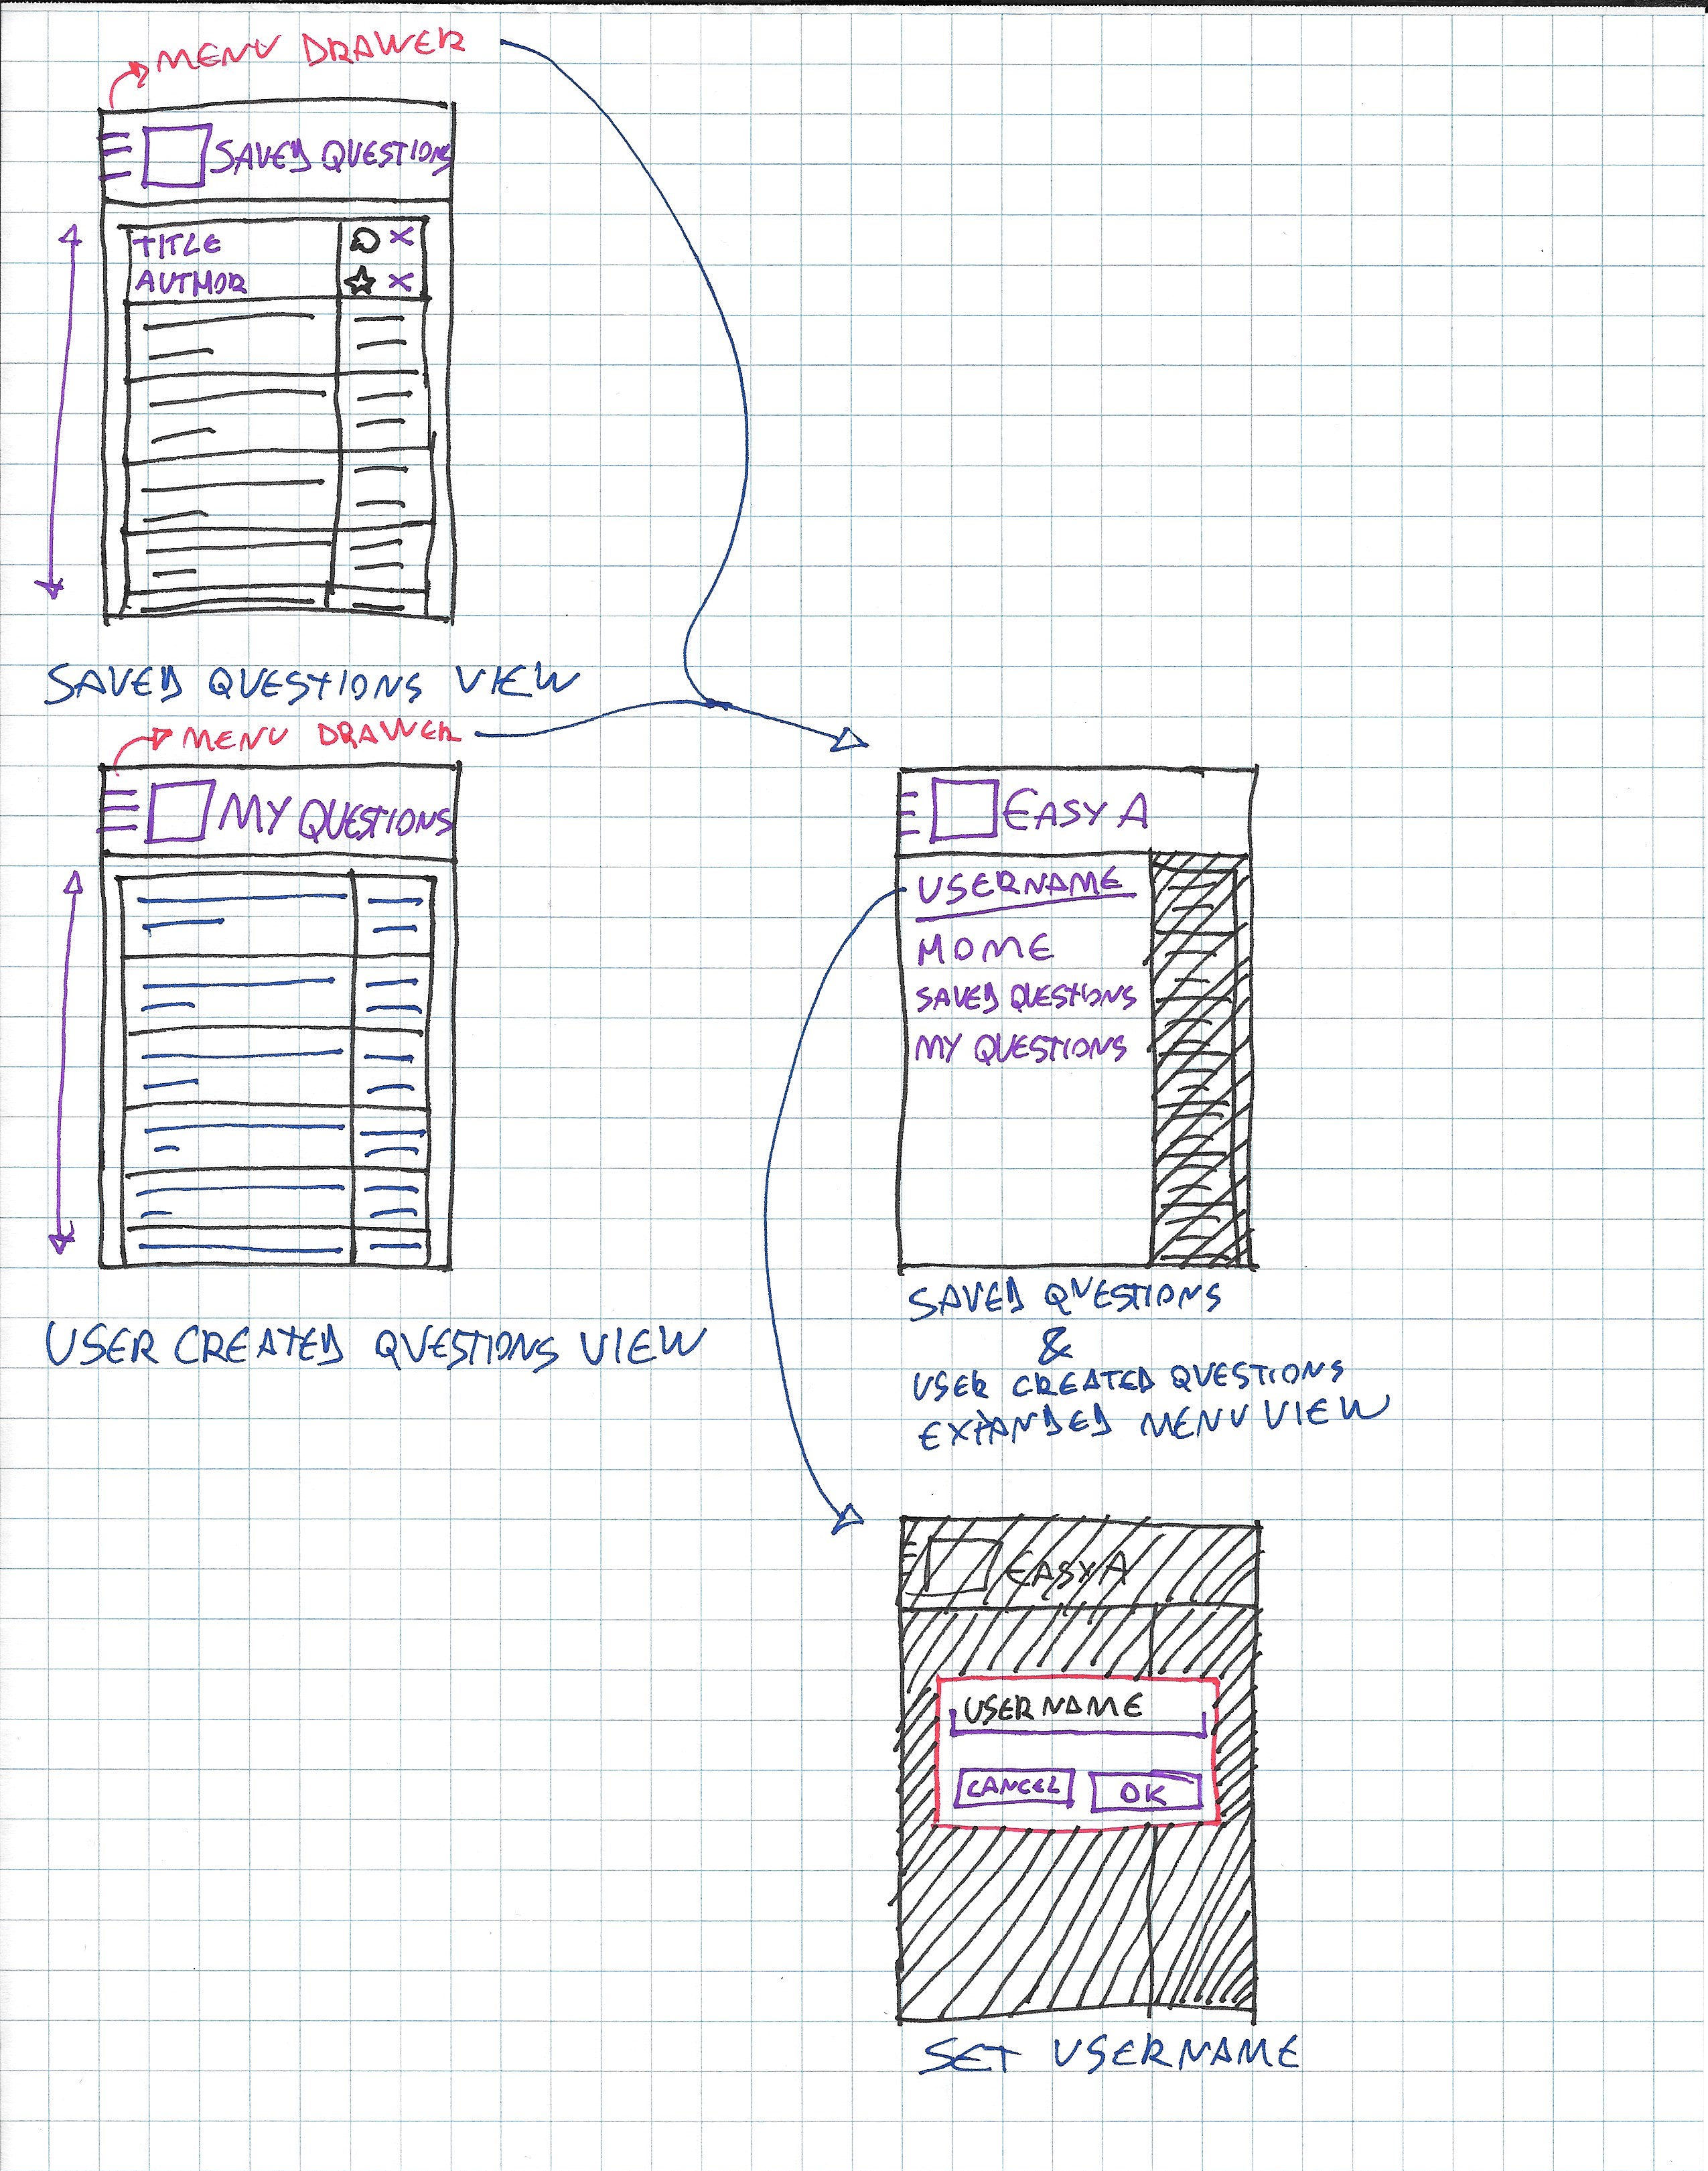 MENU DRAWER
SAVED QUESTIONS
TITLE
X
AUTHOR
X
SAVED QUESTIONS VIEW
MENU DRAWER
MY QUESTIONS
USER CREATED QUESTIONS VIEW
EASY A
USERNAME
HOME
SAVED QUESTIONS
MY QUESTIONS
SAVED QUESTIONS
&
USER CREATED QUESTIONS
EXPANDED MENU VIEW
EASY A
USERNAME
CANCEL
OK
SET USERNAME